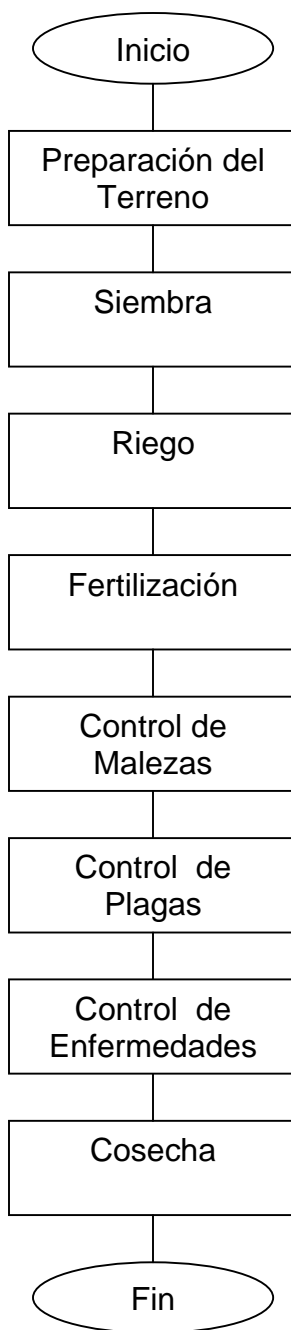 Inicio
Preparación del
Terreno
Siembra
Riego
Fertilización
Control de
Malezas
Control de
Plagas
Control de
Enfermedades
Cosecha
Fin